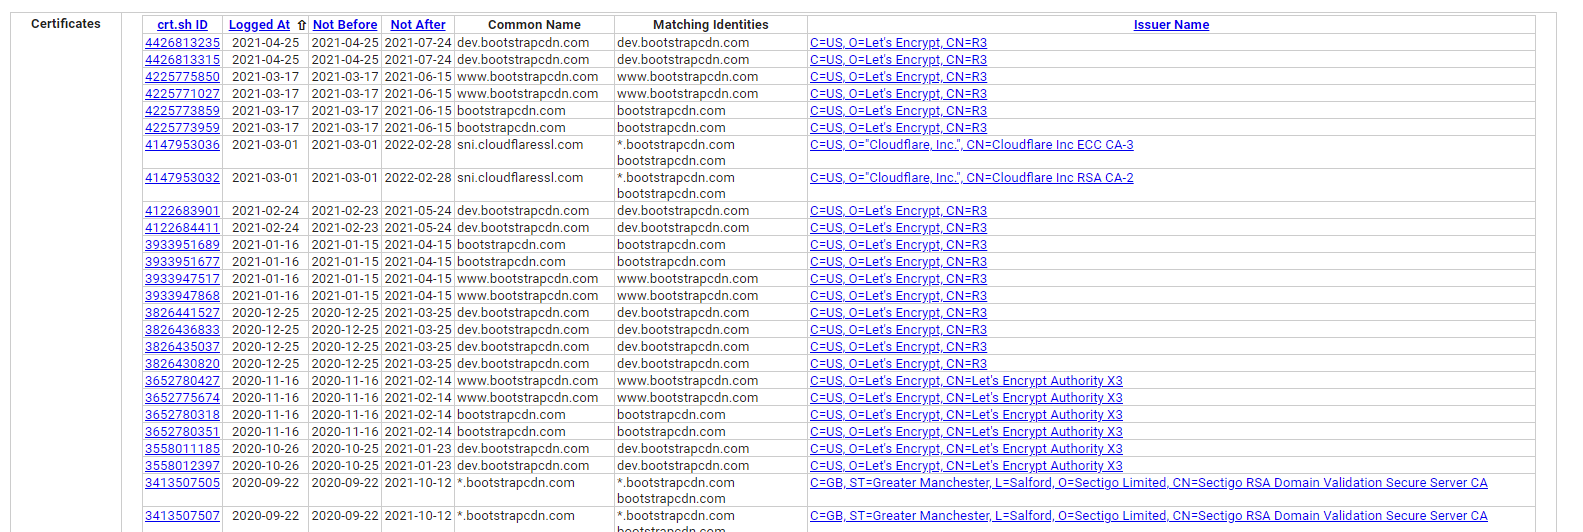 Certificates
crt.sh ID Logged At ⇧ Not Before Not After Common Name Matching Identities Issuer Name
4426813235 2021-04-25 2021-04-25 2021-07-24 dev.bootstrapcdn.com dev.bootstrapcdn.com C=US, O=Let's Encrypt, CN=R3
4426813315 2021-04-25 2021-04-25 2021-07-24 dev.bootstrapcdn.com dev.bootstrapcdn.com C=US, O=Let's Encrypt, CN=R3
4225775850 2021-03-17 2021-03-17 2021-06-15 www.bootstrapcdn.com www.bootstrapcdn.com C=US, O=Let's Encrypt, CN=R3
4225771027 2021-03-17 2021-03-17 2021-06-15 www.bootstrapcdn.com www.bootstrapcdn.com C=US, O=Let's Encrypt, CN=R3
4225773859 2021-03-17 2021-03-17 2021-06-15 bootstrapcdn.com bootstrapcdn.com C=US, O=Let's Encrypt, CN=R3
4225773959 2021-03-17 2021-03-17 2021-06-15 bootstrapcdn.com bootstrapcdn.com C=US, O=Let's Encrypt, CN=R3
4147953036 2021-03-01 2021-03-01 2022-02-28 sni.cloudflaressl.com *.bootstrapcdn.com C=US, O="Cloudflare, Inc.", CN=Cloudflare Inc ECC CA-3
bootstrapcdn.com
4147953032 2021-03-01 2021-03-01 2022-02-28 sni.cloudflaressl.com *.bootstrapcdn.com C=US, O="Cloudflare, Inc.", CN=Cloudflare Inc RSA CA-2
bootstrapcdn.com
4122683901 2021-02-24 2021-02-23 2021-05-24 dev.bootstrapcdn.com dev.bootstrapcdn.com C=US, O=Let's Encrypt, CN=R3
4122684411 2021-02-24 2021-02-23 2021-05-24 dev.bootstrapcdn.com dev.bootstrapcdn.com C=US, O=Let's Encrypt, CN=R3
3933951689 2021-01-16 2021-01-15 2021-04-15 bootstrapcdn.com bootstrapcdn.com C=US, O=Let's Encrypt, CN=R3
3933951677 2021-01-16 2021-01-15 2021-04-15 bootstrapcdn.com bootstrapcdn.com C=US, O=Let's Encrypt, CN=R3
3933947517 2021-01-16 2021-01-15 2021-04-15 www.bootstrapcdn.com www.bootstrapcdn.com C=US, O=Let's Encrypt, CN=R3
3933947868 2021-01-16 2021-01-15 2021-04-15 www.bootstrapcdn.com www.bootstrapcdn.com C=US, O=Let's Encrypt, CN=R3
3826441527 2020-12-25 2020-12-25 2021-03-25 dev.bootstrapcdn.com dev.bootstrapcdn.com C=US, O=Let's Encrypt, CN=R3
3826436833 2020-12-25 2020-12-25 2021-03-25 dev.bootstrapcdn.com dev.bootstrapcdn.com C=US, O=Let's Encrypt, CN=R3
3826435037 2020-12-25 2020-12-25 2021-03-25 dev.bootstrapcdn.com dev.bootstrapcdn.com C=US, O=Let's Encrypt, CN=R3
3826430820 2020-12-25 2020-12-25 2021-03-25 dev.bootstrapcdn.com dev.bootstrapcdn.com C=US, O=Let's Encrypt, CN=R3
3652780427 2020-11-16 2020-11-16 2021-02-14 www.bootstrapcdn.com www.bootstrapcdn.com C=US, O=Let's Encrypt, CN=Let's Encrypt Authority X3
3652775674 2020-11-16 2020-11-16 2021-02-14 www.bootstrapcdn.com www.bootstrapcdn.com C=US, O=Let's Encrypt, CN=Let's Encrypt Authority X3
3652780318 2020-11-16 2020-11-16 2021-02-14 bootstrapcdn.com bootstrapcdn.com C=US, O=Let's Encrypt, CN=Let's Encrypt Authority X3
3652780351 2020-11-16 2020-11-16 2021-02-14 bootstrapcdn.com bootstrapcdn.com C=US, O=Let's Encrypt, CN=Let's Encrypt Authority X3
3558011185 2020-10-26 2020-10-25 2021-01-23 dev.bootstrapcdn.com dev.bootstrapcdn.com C=US, O=Let's Encrypt, CN=Let's Encrypt Authority X3
3558012397 2020-10-26 2020-10-25 2021-01-23 dev.bootstrapcdn.com dev.bootstrapcdn.com C=US, O=Let's Encrypt, CN=Let's Encrypt Authority X3
3413507505 2020-09-22 2020-09-22 2021-10-12 *.bootstrapcdn.com *.bootstrapcdn.com C=GB, ST=Greater Manchester, L=Salford, O=Sectigo Limited, CN=Sectigo RSA Domain Validation Secure Server CA
bootstrapcdn.com
3413507507 2020-09-22 2020-09-22 2021-10-12 *.bootstrapcdn.com *.bootstrapcdn.com C=GB, ST=Greater Manchester, L=Salford, O=Sectigo Limited, CN=Sectigo RSA Domain Validation Secure Server CA